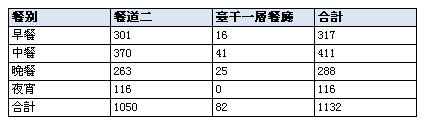 餐別 餐道二 臺千一層餐廳 合計
早餐 301 16 317
中餐 370 41 411
晚餐 263 25 288
夜宵 116 0 116
合計 1050 82 1132